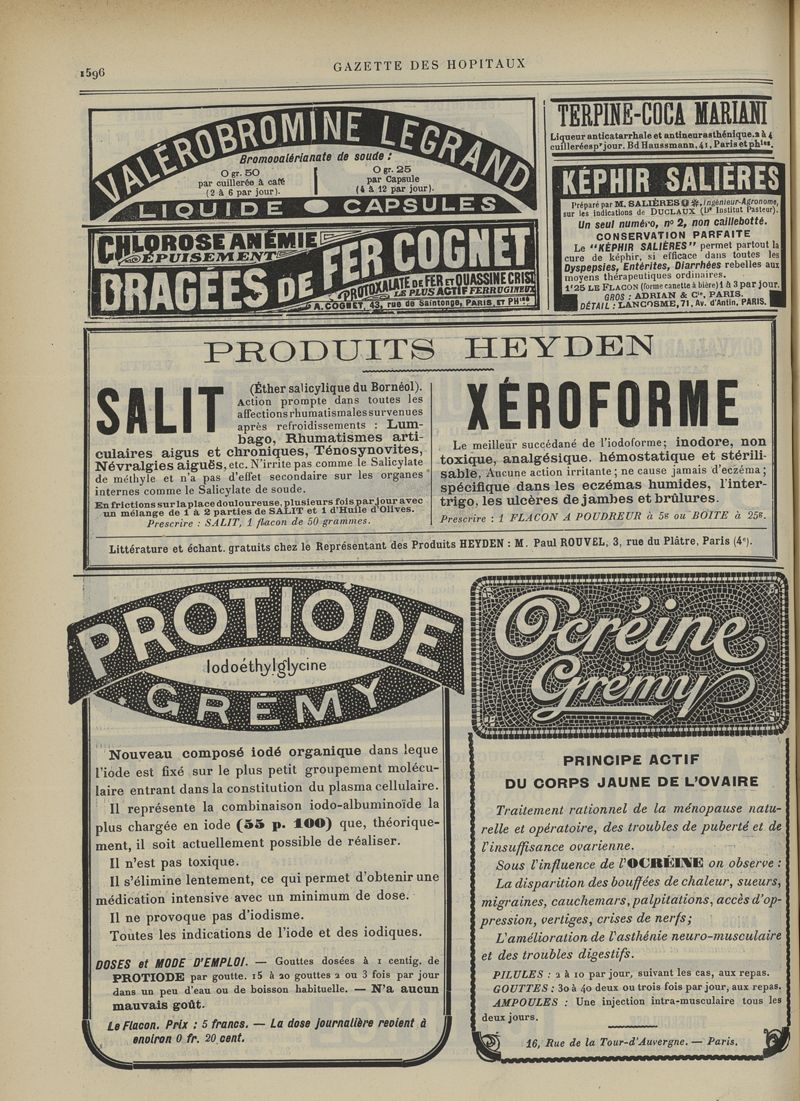 1596
GAZETTE DES HOPITAUX
VALÉROBROMINE LEGRAND
Bromovalérianate de soude :
0 gr. 50
par cuillerée à café
(2 à 6 par jour).
0 gr. 25
par Capsule
(4 à 12 par jour).
LIQUIDE CAPSULES
CHLOROSE ANÉMIE
ÉPUISEMENT
DRAGÉES DE FER COGNET
PROTOXALATE DE FER ET QUASSINE CRIST
LE PLUS ACTIF FERRUGINEUX
A. COGNET, 43, rue de Saintonge, PARIS, ET PHies
TERPINE-COCA MARIANI
Liqueur anticatarrhale et antineurasthénique. 2 à 4
cuillerées pr jour. Bd Haussmann, 41, Paris et phies.
KÉPHIR SALIÈRES
Préparé par M. SALIÈRES, Ingénieur-Agronome,
sur les indications de DUCLAUX (Dr Institut Pasteur).
Un seul numéro, no 2, non caillebotté.
CONSERVATION PARFAITE
Le "KÉPHIR SALIÈRES" permet partout la
cure de képhir, si efficace dans toutes les
Dyspepsies, Entérites, Diarrhées rebelles aux
moyens thérapeutiques ordinaires.
1f25 LE FLACON (forme canette à bière) 1 à 3 par jour.
GROS : ADRIAN & Cie, PARIS.
DÉTAIL : LANCOSME, 71, Av. d'Antin, PARIS.
PRODUITS HEYDEN
SALIT
(Éther salicylique du Bornéol).
Action prompte dans toutes les
affections rhumatismales survenues
après refroidissements : Lum-
bago, Rhumatismes arti-
culaires aigus et chroniques, Ténosynovites,
Névralgies aiguës, etc. N'irrite pas comme le Salicylate
de méthyle et n'a pas d'effet secondaire sur les organes
internes comme le Salicylate de soude.
En frictions sur la place douloureuse, plusieurs fois par jour avec
un mélange de 1 à 2 parties de SALIT et 1 d'Huile d'Olives.
Prescrire : SALIT, 1 flacon de 50 grammes.
XÉROFORME
Le meilleur succédané de l'iodoforme; inodore, non
toxique, analgésique, hémostatique et stérili-
sable. Aucune action irritante ; ne cause jamais d'eczéma ;
spécifique dans les eczémas humides, l'inter-
trigo, les ulcères de jambes et brûlures.
Prescrire : 1 FLACON A POUDREUR à 5g ou BOITE à 25g.
Littérature et échant. gratuits chez le Représentant des Produits HEYDEN : M. Paul ROUVEL, 3, rue du Plâtre, Paris (4e).
PROTIODE
Iodoéthylglycine
GRÉMY
Nouveau composé iodé organique dans leque
l'iode est fixé sur le plus petit groupement molécu-
laire entrant dans la constitution du plasma cellulaire.
Il représente la combinaison iodo-albuminoïde la
plus chargée en iode (55 p. 100) que, théorique-
ment, il soit actuellement possible de réaliser.
Il n'est pas toxique.
Il s'élimine lentement, ce qui permet d'obtenir une
médication intensive avec un minimum de dose.
Il ne provoque pas d'iodisme.
Toutes les indications de l'iode et des iodiques.
DOSES et MODE D'EMPLOI. — Gouttes dosées à 1 centig. de
PROTIODE par goutte. 15 à 20 gouttes 2 ou 3 fois par jour
dans un peu d'eau ou de boisson habituelle. — N'a aucun
mauvais goût.
Le Flacon. Prix : 5 francs. — La dose journalière revient à
environ 0 fr. 20 cent.
Ocréine
Grémy
PRINCIPE ACTIF
DU CORPS JAUNE DE L'OVAIRE
Traitement rationnel de la ménopause natu-
relle et opératoire, des troubles de puberté et de
l'insuffisance ovarienne.
Sous l'influence de l'OCRÉINE on observe :
La disparition des bouffées de chaleur, sueurs,
migraines, cauchemars, palpitations, accès d'op-
pression, vertiges, crises de nerfs ;
L'amélioration de l'asthénie neuro-musculaire
et des troubles digestifs.
PILULES : 2 à 10 par jour, suivant les cas, aux repas.
GOUTTES : 30 à 40 deux ou trois fois par jour, aux repas.
AMPOULES : Une injection intra-musculaire tous les
deux jours.
16, Rue de la Tour-d'Auvergne. — Paris.